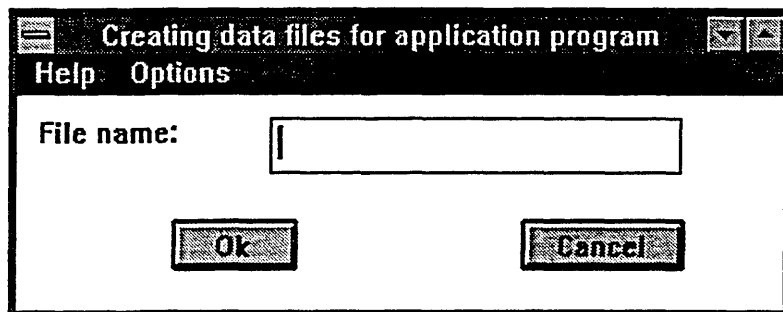 Creating data files for application program
Help Options
File name:
Ok Cancel